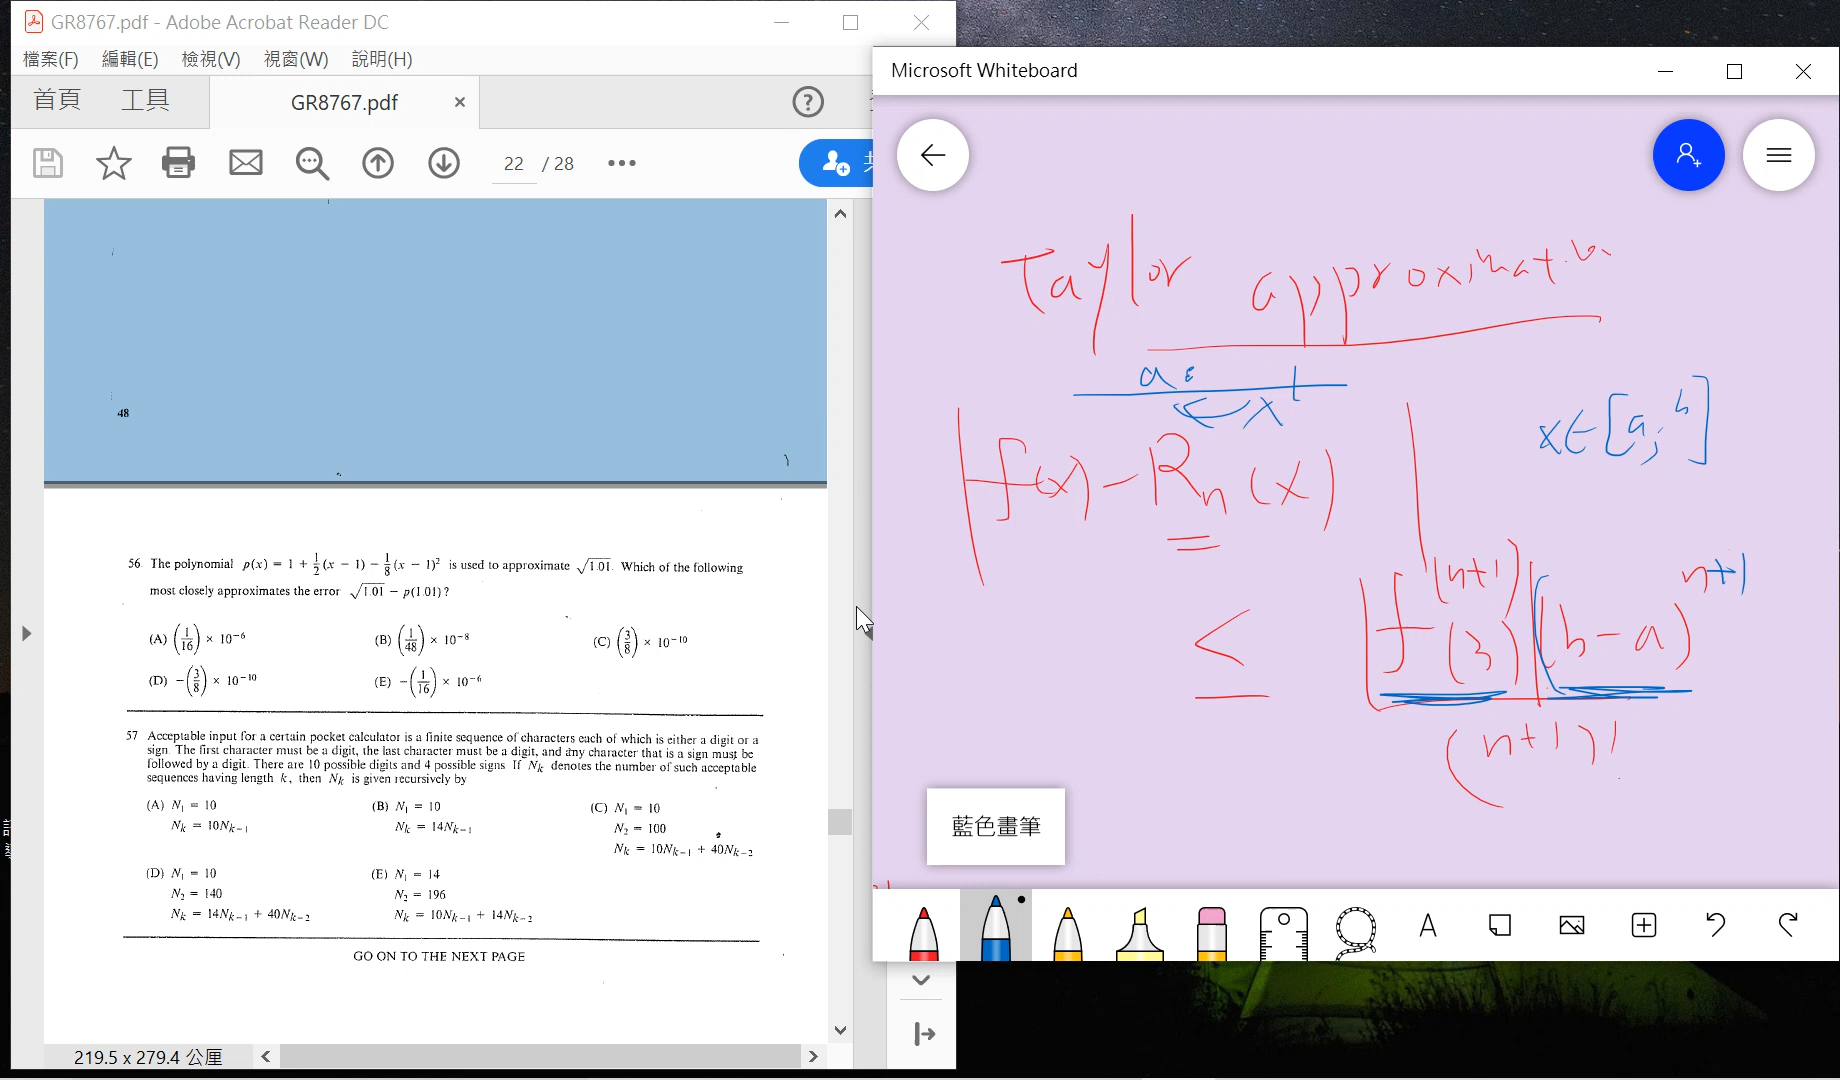 GR8767.pdf - Adobe Acrobat Reader DC
檔案(F) 編輯(E) 檢視(V) 視窗(W) 說明(H)
首頁 工具 GR8767.pdf ×
22 / 28
48
56 The polynomial p(x) = 1 + 1/2 (x − 1) − 1/8 (x − 1)² is used to approximate √1.01. Which of the following
most closely approximates the error √1.01 − p(1.01)?
(A) (1/16) × 10⁻⁶ (B) (1/48) × 10⁻⁸ (C) (3/8) × 10⁻¹⁰
(D) −(3/8) × 10⁻¹⁰ (E) −(1/16) × 10⁻⁶
57 Acceptable input for a certain pocket calculator is a finite sequence of characters each of which is either a digit or a
sign. The first character must be a digit, the last character must be a digit, and any character that is a sign must be
followed by a digit. There are 10 possible digits and 4 possible signs. If Nₖ denotes the number of such acceptable
sequences having length k, then Nₖ is given recursively by
(A) N₁ = 10 (B) N₁ = 10 (C) N₁ = 10
Nₖ = 10Nₖ₋₁ Nₖ = 14Nₖ₋₁ N₂ = 100
Nₖ = 10Nₖ₋₁ + 40Nₖ₋₂
(D) N₁ = 10 (E) N₁ = 14
N₂ = 140 N₂ = 196
Nₖ = 14Nₖ₋₁ + 40Nₖ₋₂ Nₖ = 10Nₖ₋₁ + 14Nₖ₋₂
GO ON TO THE NEXT PAGE
219.5 x 279.4 公厘
Microsoft Whiteboard
Taylor approximation
a x
x∈[a, b]
|f(x) − Rₙ(x)|
≤ |f⁽ⁿ⁺¹⁾(3)|(b−a)ⁿ⁺¹
(n+1)!
藍色畫筆